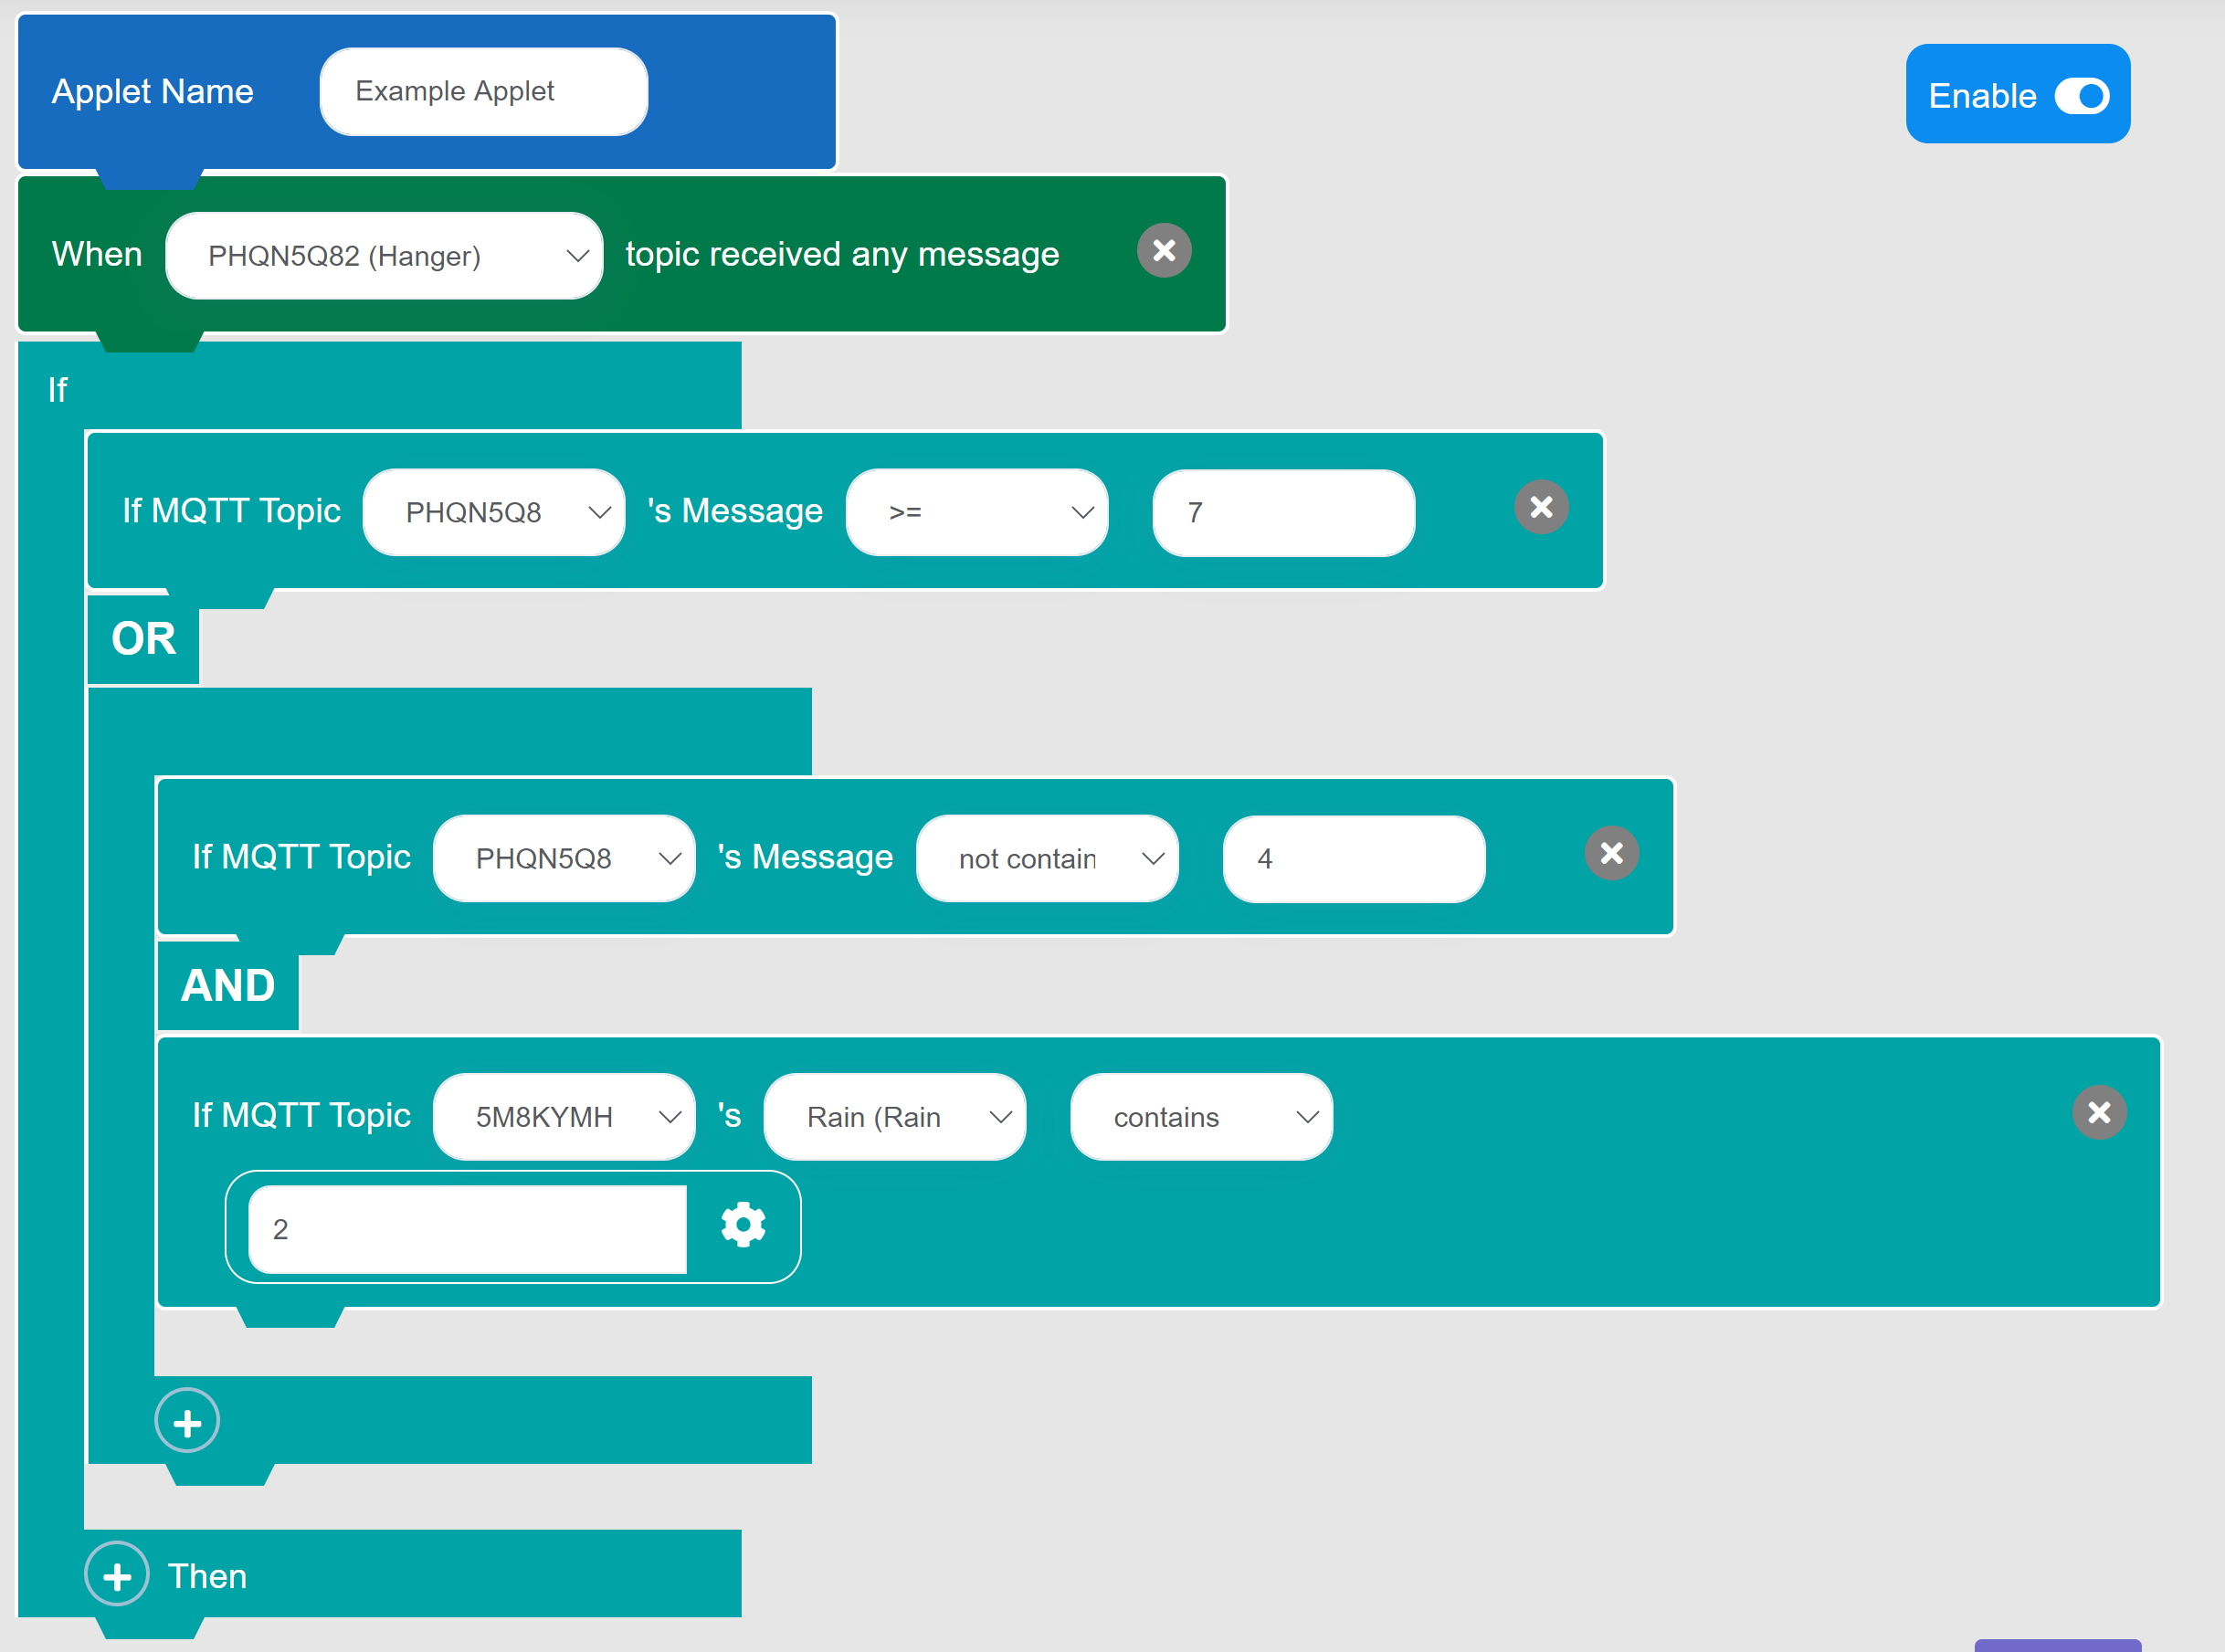 Applet Name Example Applet
Enable
When PHQN5Q82 (Hanger) topic received any message
If
If MQTT Topic PHQN5Q8 's Message >= 7
OR
If MQTT Topic PHQN5Q8 's Message not contain 4
AND
If MQTT Topic 5M8KYMH 's Rain (Rain contains
2
Then